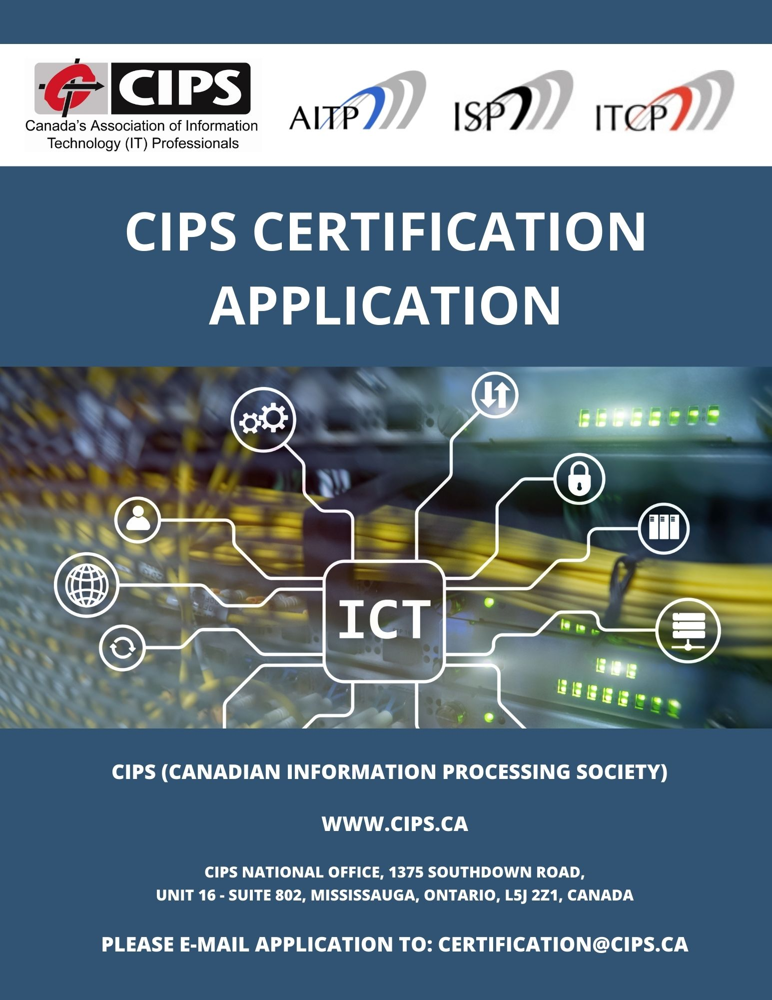 CIPS
Canada's Association of Information
Technology (IT) Professionals
AITP
ISP
ITCP
CIPS CERTIFICATION
APPLICATION
ICT
CIPS (CANADIAN INFORMATION PROCESSING SOCIETY)
WWW.CIPS.CA
CIPS NATIONAL OFFICE, 1375 SOUTHDOWN ROAD,
UNIT 16 - SUITE 802, MISSISSAUGA, ONTARIO, L5J 2Z1, CANADA
PLEASE E-MAIL APPLICATION TO: CERTIFICATION@CIPS.CA